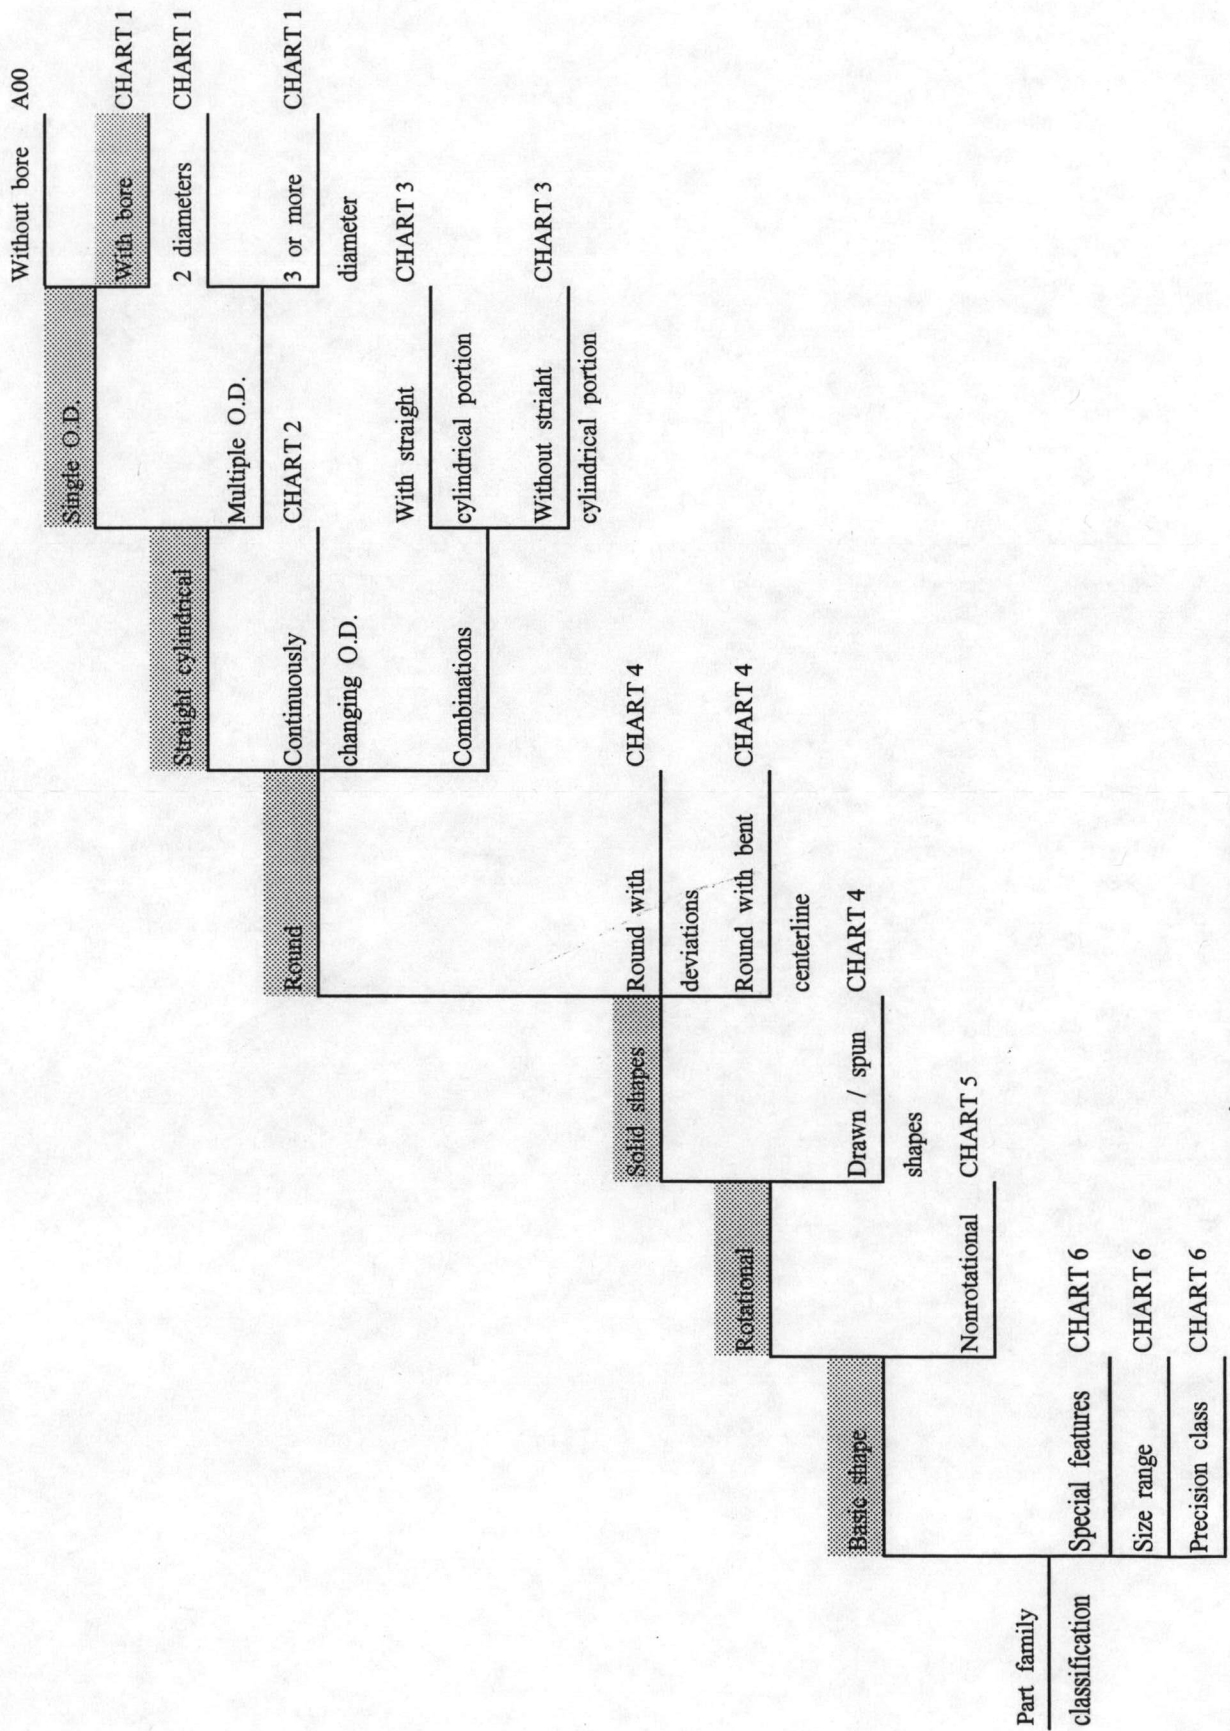 Without bore A00
Single O.D.
With bore CHART 1
Straight cylindrical
2 diameters CHART 1
Multiple O.D.
Round
Continuously CHART 2
3 or more CHART 1
changing O.D.
diameter
With straight CHART 3
Combinations
cylindrical portion
Without striaht CHART 3
cylindrical portion
Solid shapes
Round with CHART 4
deviations
Rotational
Round with bent CHART 4
centerline
Basic shape
Drawn / spun CHART 4
shapes
Nonrotational CHART 5
Part family
classification
Special features CHART 6
Size range CHART 6
Precision class CHART 6